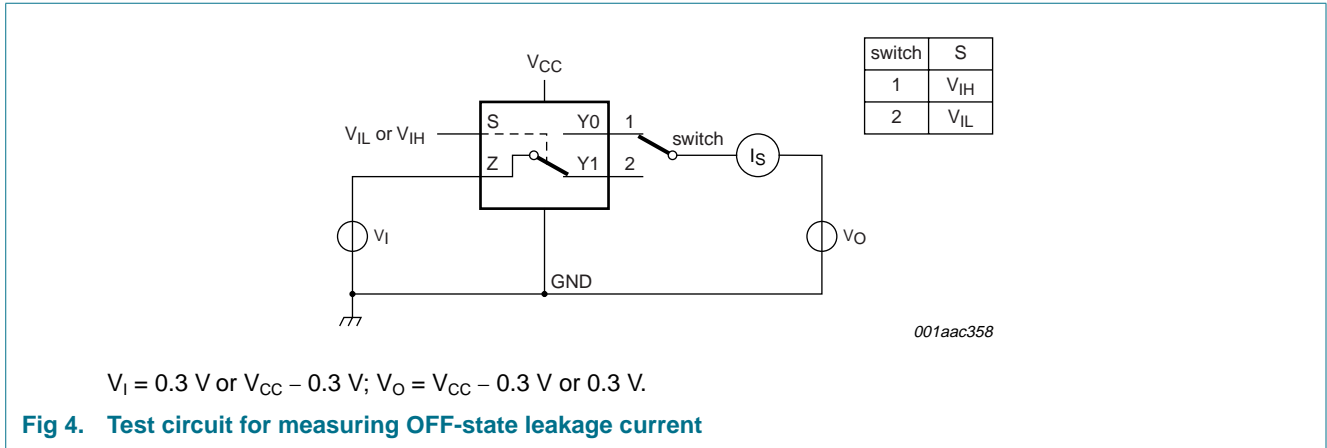 VCC
switch S
1 VIH
2 VIL
VIL or VIH
S Y0 1
switch
IS
Z Y1 2
VI
VO
GND
001aac358
VI = 0.3 V or VCC − 0.3 V; VO = VCC − 0.3 V or 0.3 V.
Fig 4. Test circuit for measuring OFF-state leakage current